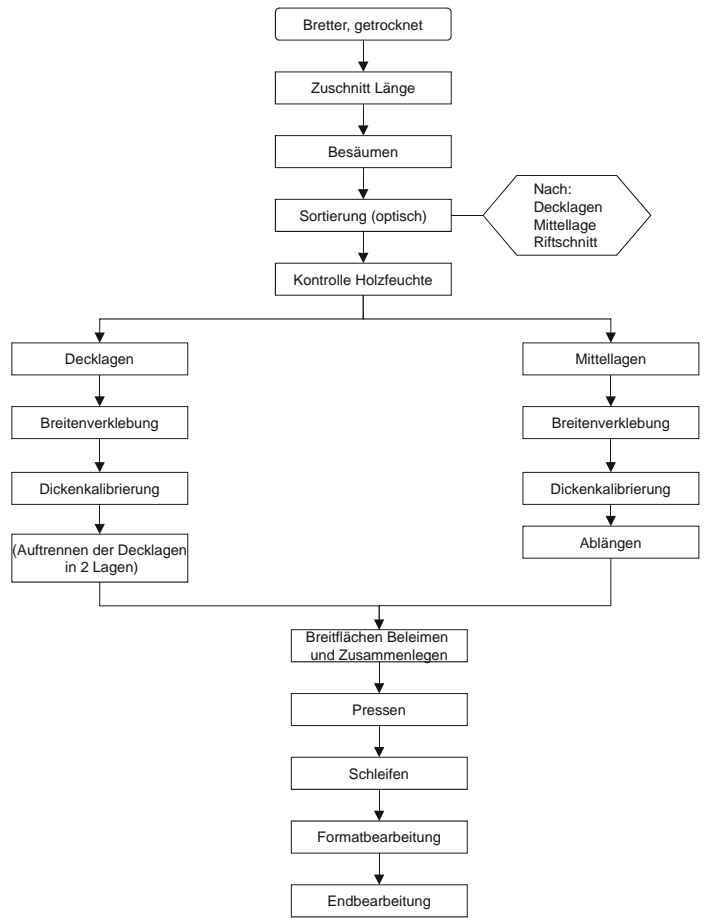 Bretter, getrocknet
Zuschnitt Länge
Besäumen
Sortierung (optisch)
Nach:
Decklagen
Mittellage
Riftschnitt
Kontrolle Holzfeuchte
Decklagen
Breitenverklebung
Dickenkalibrierung
(Auftrennen der Decklagen
in 2 Lagen)
Mittellagen
Breitenverklebung
Dickenkalibrierung
Ablängen
Breitflächen Beleimen
und Zusammenlegen
Pressen
Schleifen
Formatbearbeitung
Endbearbeitung